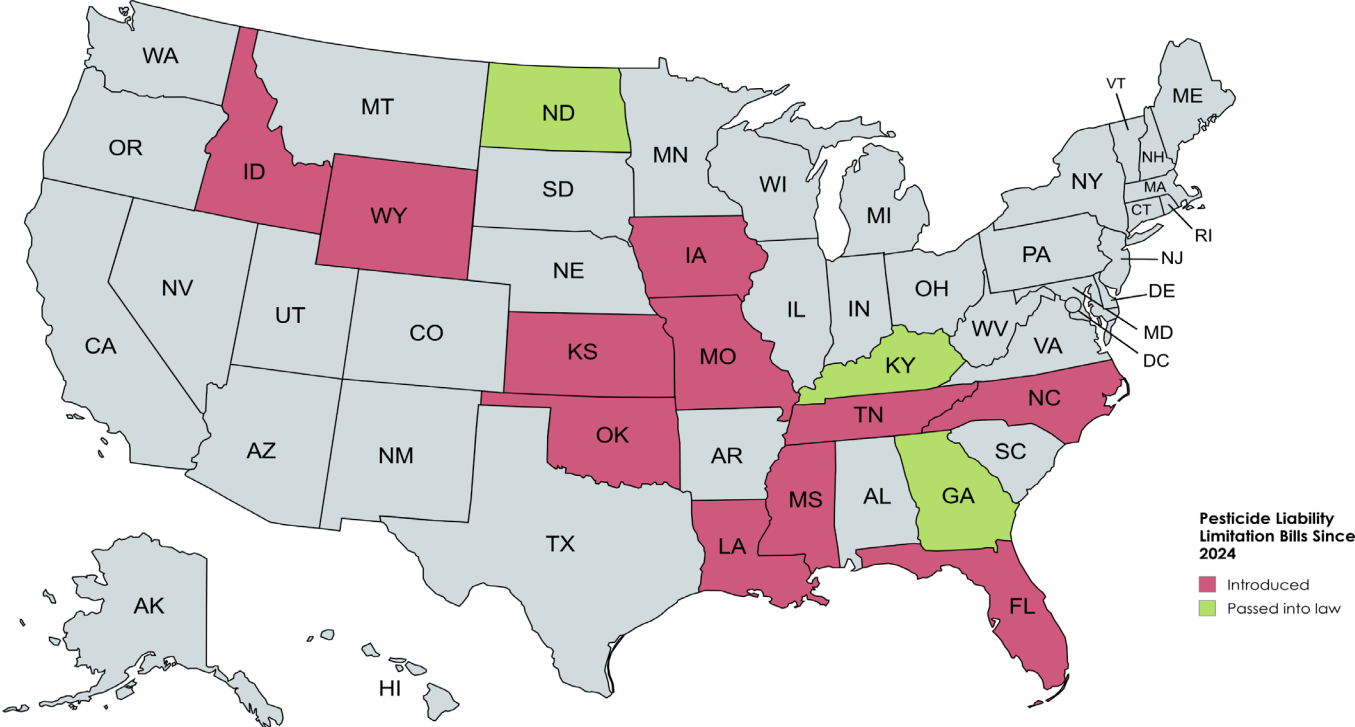 WA
MT
ND
MN
ME
VT
NH
OR
ID
SD
WI
NY
MA
CT
RI
WY
MI
IA
PA
NJ
NE
NV
UT
CO
IL
IN
OH
DE
WV
MD
VA
DC
CA
KS
MO
KY
NC
TN
AZ
NM
OK
AR
SC
MS
AL
GA
TX
LA
FL
AK
HI
Pesticide Liability
Limitation Bills Since
2024
Introduced
Passed into law